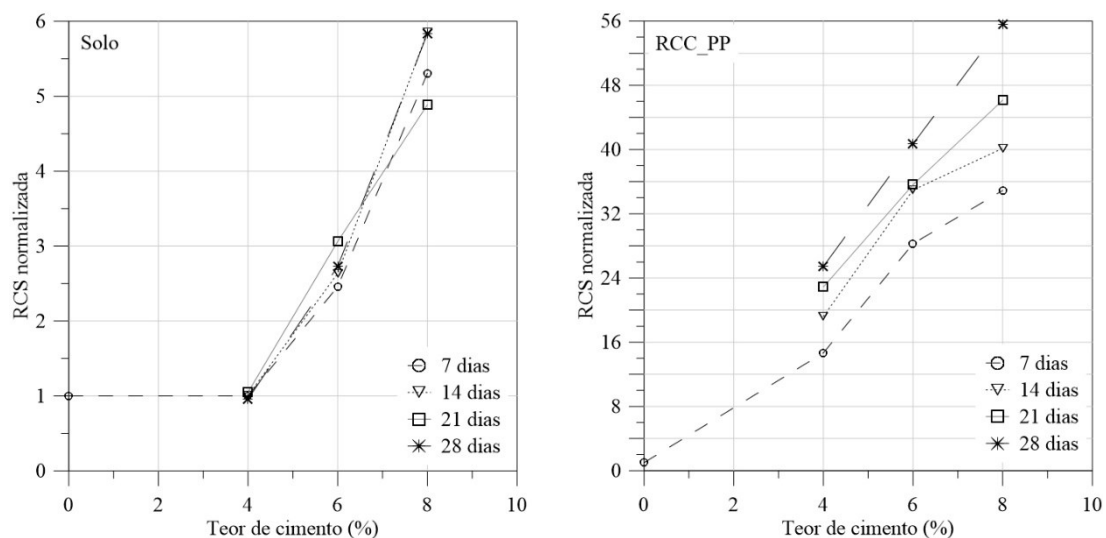 Solo
6
5
4
3
2
1
0
RCS normalizada
0 2 4 6 8 10
Teor de cimento (%)
7 dias
14 dias
21 dias
28 dias
RCC_PP
56
48
40
32
24
16
8
0
RCS normalizada
0 2 4 6 8 10
Teor de cimento (%)
7 dias
14 dias
21 dias
28 dias